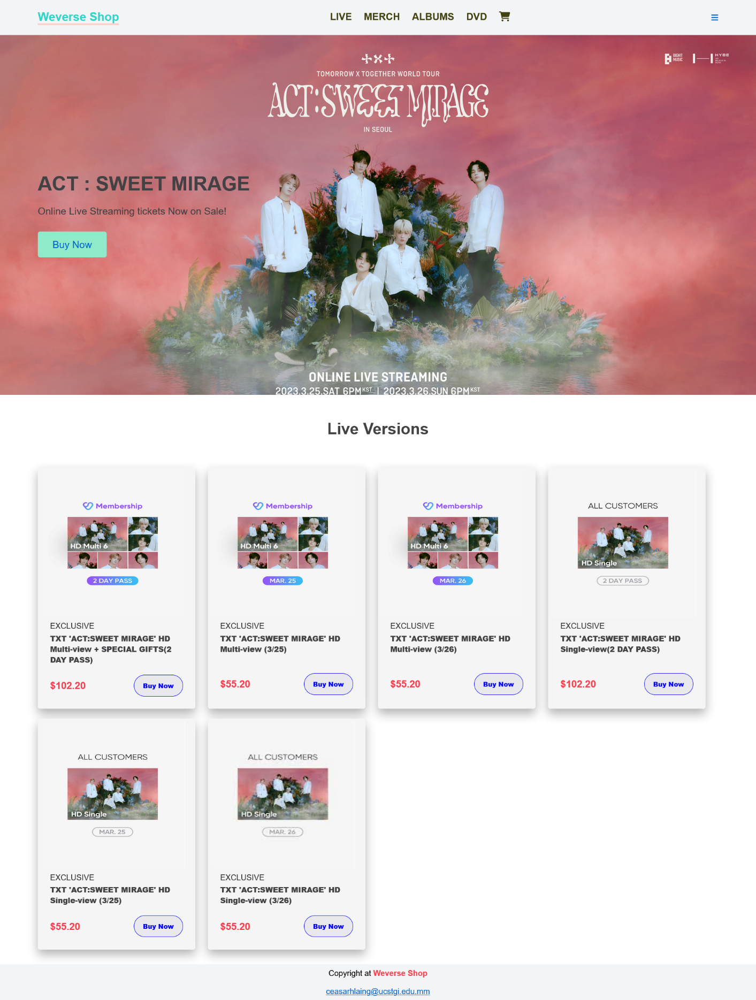 Weverse Shop
LIVE MERCH ALBUMS DVD
BIGHIT MUSIC
HYBE
TOMORROW X TOGETHER WORLD TOUR
ACT:SWEET MIRAGE
IN SEOUL
ACT : SWEET MIRAGE
Online Live Streaming tickets Now on Sale!
Buy Now
ONLINE LIVE STREAMING
2023.3.25.SAT 6PM KST | 2023.3.26.SUN 6PM KST
Live Versions
Membership
HD Multi 6
2 DAY PASS
EXCLUSIVE
TXT 'ACT:SWEET MIRAGE' HD
Multi-view + SPECIAL GIFTS(2
DAY PASS)
$102.20
Buy Now
Membership
HD Multi 6
MAR. 25
EXCLUSIVE
TXT 'ACT:SWEET MIRAGE' HD
Multi-view (3/25)
$55.20
Buy Now
Membership
HD Multi 6
MAR. 26
EXCLUSIVE
TXT 'ACT:SWEET MIRAGE' HD
Multi-view (3/26)
$55.20
Buy Now
ALL CUSTOMERS
HD Single
2 DAY PASS
EXCLUSIVE
TXT 'ACT:SWEET MIRAGE' HD
Single-view(2 DAY PASS)
$102.20
Buy Now
ALL CUSTOMERS
HD Single
MAR. 25
EXCLUSIVE
TXT 'ACT:SWEET MIRAGE' HD
Single-view (3/25)
$55.20
Buy Now
ALL CUSTOMERS
HD Single
MAR. 26
EXCLUSIVE
TXT 'ACT:SWEET MIRAGE' HD
Single-view (3/26)
$55.20
Buy Now
Copyright at Weverse Shop
ceasarhlaing@ucstgi.edu.mm